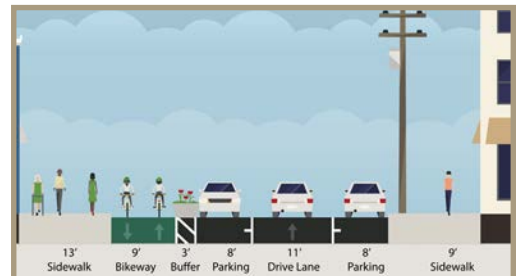 13' 9' 3' 8' 11' 8' 9'
Sidewalk Bikeway Buffer Parking Drive Lane Parking Sidewalk